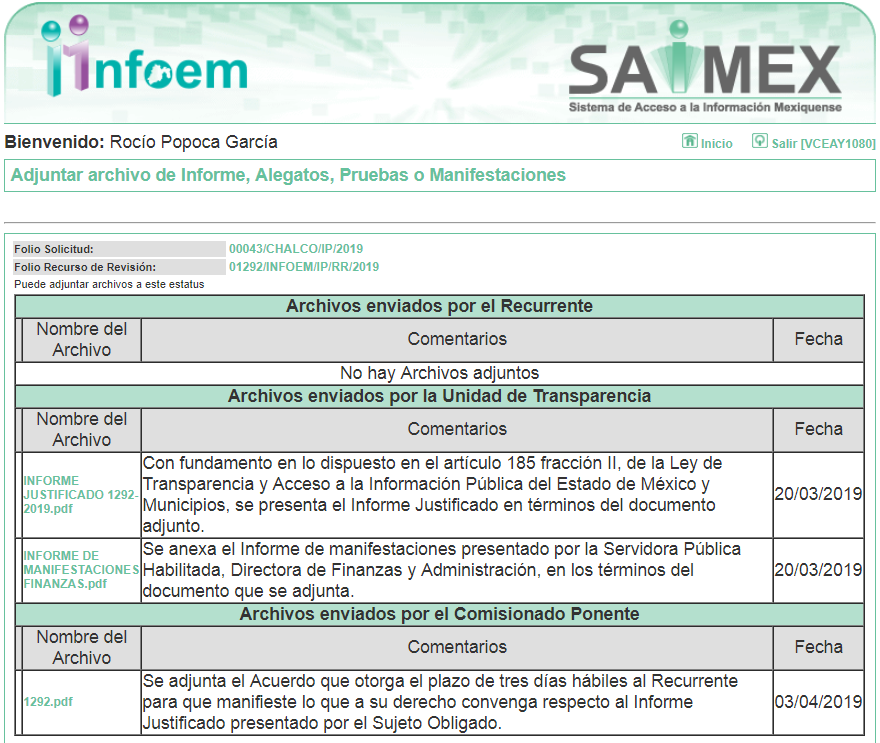 infoem
SAIMEX
Sistema de Acceso a la Información Mexiquense
Bienvenido: Rocío Popoca García
Inicio
Salir [VCEAY1080]
Adjuntar archivo de Informe, Alegatos, Pruebas o Manifestaciones
Folio Solicitud: 00043/CHALCO/IP/2019
Folio Recurso de Revisión: 01292/INFOEM/IP/RR/2019
Puede adjuntar archivos a este estatus
Archivos enviados por el Recurrente
Nombre del
Archivo
Comentarios
Fecha
No hay Archivos adjuntos
Archivos enviados por la Unidad de Transparencia
Nombre del
Archivo
Comentarios
Fecha
INFORME
JUSTIFICADO 1292-
2019.pdf
Con fundamento en lo dispuesto en el artículo 185 fracción II, de la Ley de
Transparencia y Acceso a la Información Pública del Estado de México y
Municipios, se presenta el Informe Justificado en términos del documento
adjunto.
20/03/2019
INFORME DE
MANIFESTACIONES
FINANZAS.pdf
Se anexa el Informe de manifestaciones presentado por la Servidora Pública
Habilitada, Directora de Finanzas y Administración, en los términos del
documento que se adjunta.
20/03/2019
Archivos enviados por el Comisionado Ponente
Nombre del
Archivo
Comentarios
Fecha
1292.pdf
Se adjunta el Acuerdo que otorga el plazo de tres días hábiles al Recurrente
para que manifieste lo que a su derecho convenga respecto al Informe
Justificado presentado por el Sujeto Obligado.
03/04/2019